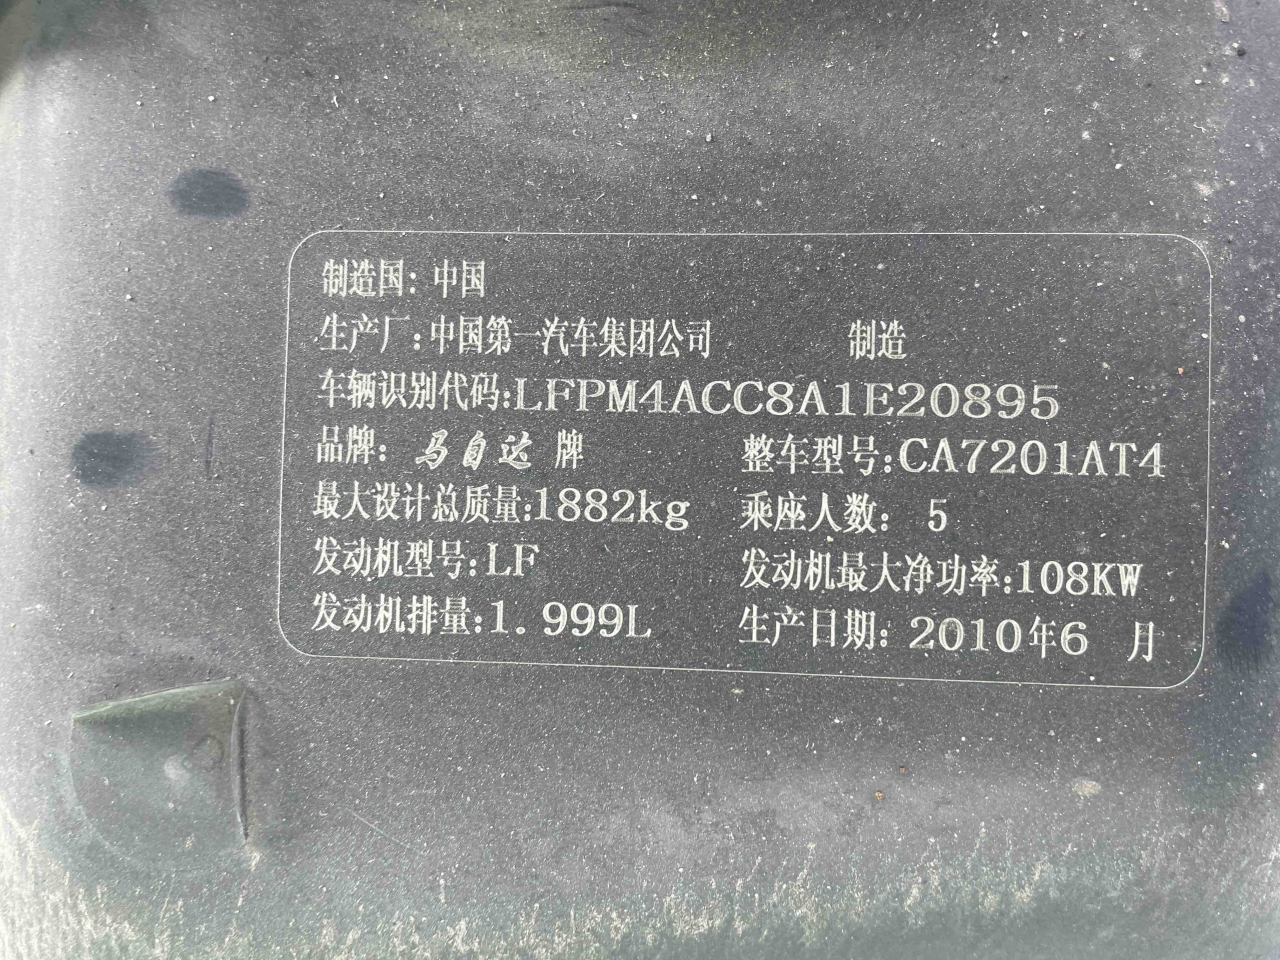 制造国：中国
生产厂：中国第一汽车集团公司 制造
车辆识别代码：LFPM4ACC8A1E20895
品牌：马自达 牌 整车型号：CA7201AT4
最大设计总质量：1882kg 乘座人数： 5
发动机型号：LF 发动机最大净功率：108KW
发动机排量：1.999L 生产日期：2010年6 月